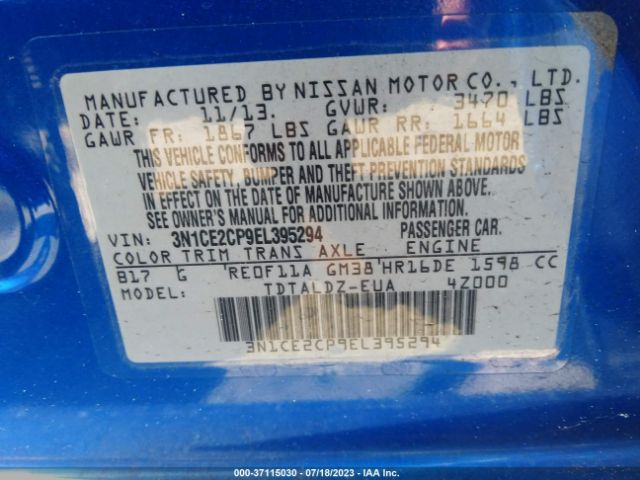 MANUFACTURED BY NISSAN MOTOR CO., LTD.
DATE: 11/13. GVWR: 3470 LBS
GAWR FR: 1867 LBS GAWR RR: 1664 LBS
THIS VEHICLE CONFORMS TO ALL APPLICABLE FEDERAL MOTOR
VEHICLE SAFETY, BUMPER AND THEFT PREVENTION STANDARDS
IN EFFECT ON THE DATE OF MANUFACTURE SHOWN ABOVE.
SEE OWNER'S MANUAL FOR ADDITIONAL INFORMATION.
VIN: 3N1CE2CP9EL395294 PASSENGER CAR.
COLOR TRIM TRANS AXLE ENGINE
B17 G 'RE0F11A GM38'HR16DE 1598 CC
MODEL: TDTALDZ-EUA 4Z000
3N1CE2CP9EL395294
000-37115030 - 07/18/2023 - IAA, Inc.